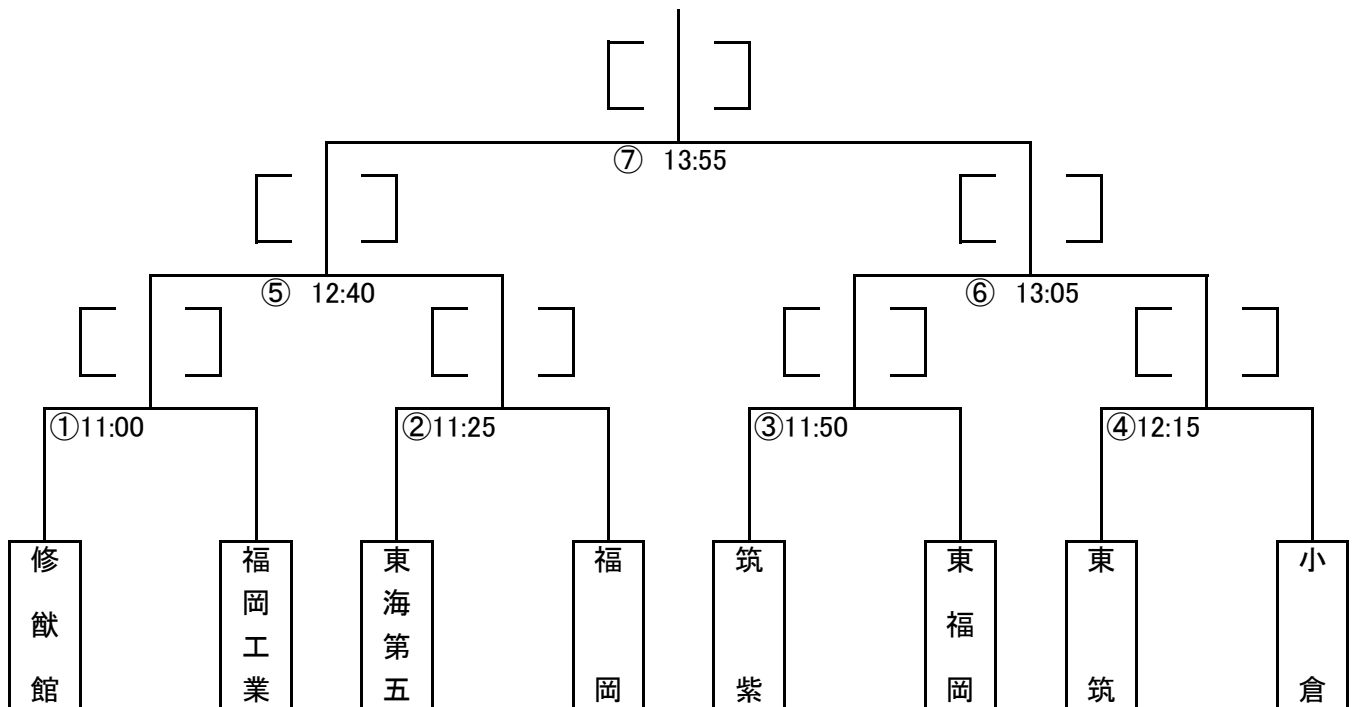 ⑦ 13:55
⑤ 12:40
⑥ 13:05
①11:00
②11:25
③11:50
④12:15
修猷館
福岡工業
東海第五
福岡
筑紫
東福岡
東筑
小倉